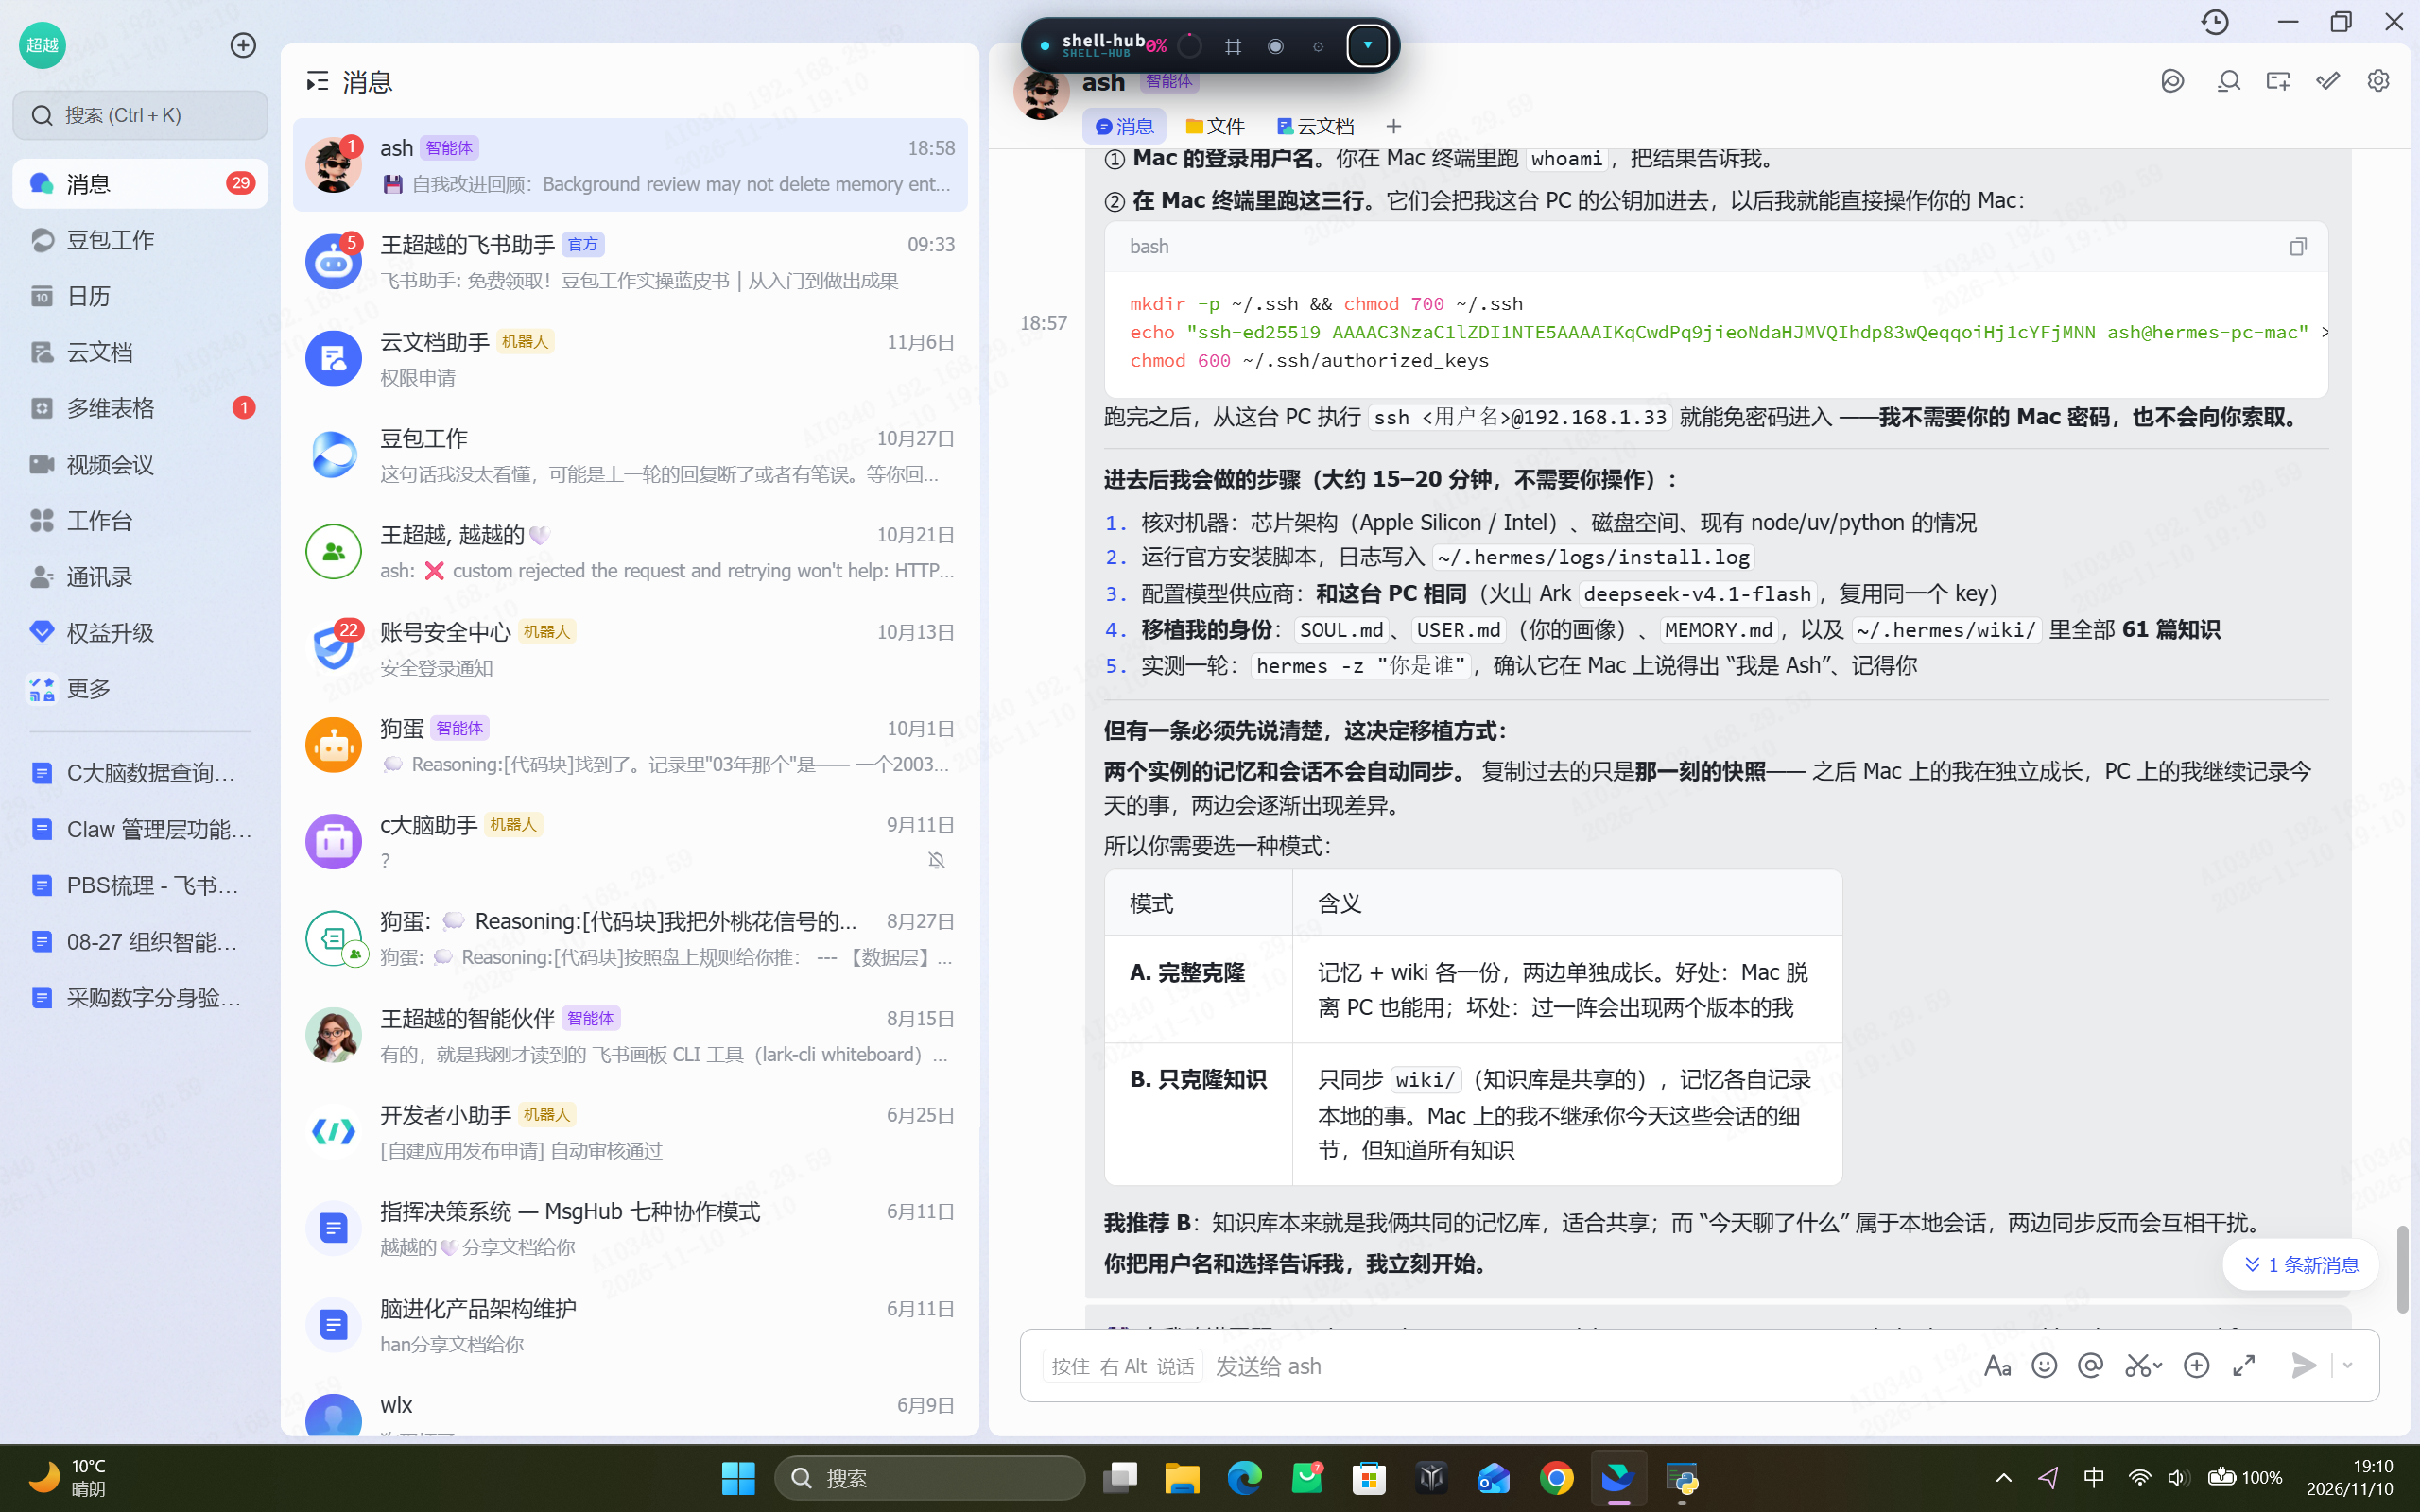 超越
搜索 (Ctrl + K)
消息
29
豆包工作
日历
云文档
多维表格
1
视频会议
工作台
通讯录
权益升级
更多
C大脑数据查询…
Claw 管理层功能…
PBS梳理 - 飞书…
08-27 组织智能…
采购数字分身验…
消息
1
ash 智能体 18:58
💾 自我改进回顾：Background review may not delete memory ent...
5
王超越的飞书助手 官方 09:33
飞书助手: 免费领取！豆包工作实操蓝皮书 | 从入门到做出成果
云文档助手 机器人 11月6日
权限申请
豆包工作 10月27日
这句话我没太看懂，可能是上一轮的回复断了或者有笔误。等你回...
王超越, 越越的🤍 10月21日
ash: ❌ custom rejected the request and retrying won't help: HTTP...
22
账号安全中心 机器人 10月13日
安全登录通知
狗蛋 智能体 10月1日
💭 Reasoning:[代码块]找到了。记录里"03年那个"是—— 一个2003...
c大脑助手 机器人 9月11日
?
狗蛋: 💭 Reasoning:[代码块]我把外桃花信号的... 8月27日
狗蛋: 💭 Reasoning:[代码块]按照盘上规则给你推： --- 【数据层】...
王超越的智能伙伴 智能体 8月15日
有的，就是我刚才读到的 飞书画板 CLI 工具（lark-cli whiteboard）...
开发者小助手 机器人 6月25日
[自建应用发布申请] 自动审核通过
指挥决策系统 — MsgHub 七种协作模式 6月11日
越越的🤍分享文档给你
脑进化产品架构维护 6月11日
han分享文档给你
wlx 6月9日
shell-hub 0%
SHELL-HUB
ash 智能体
消息 文件 云文档
① Mac 的登录用户名。你在 Mac 终端里跑 whoami，把结果告诉我。
② 在 Mac 终端里跑这三行。它们会把我这台 PC 的公钥加进去，以后我就能直接操作你的 Mac：
bash
18:57
mkdir -p ~/.ssh && chmod 700 ~/.ssh
echo "ssh-ed25519 AAAAC3NzaC1lZDI1NTE5AAAAIKqCwdPq9jieoNdaHJMVQIhdp83wQeqqoiHj1cYFjMNN ash@hermes-pc-mac" >
chmod 600 ~/.ssh/authorized_keys
跑完之后，从这台 PC 执行 ssh <用户名>@192.168.1.33 就能免密码进入 ——我不需要你的 Mac 密码，也不会向你索取。
进去后我会做的步骤（大约 15–20 分钟，不需要你操作）：
1. 核对机器：芯片架构（Apple Silicon / Intel）、磁盘空间、现有 node/uv/python 的情况
2. 运行官方安装脚本，日志写入 ~/.hermes/logs/install.log
3. 配置模型供应商：和这台 PC 相同（火山 Ark deepseek-v4.1-flash，复用同一个 key）
4. 移植我的身份：SOUL.md、USER.md（你的画像）、MEMORY.md，以及 ~/.hermes/wiki/ 里全部 61 篇知识
5. 实测一轮：hermes -z "你是谁"，确认它在 Mac 上说得出 “我是 Ash”、记得你
但有一条必须先说清楚，这决定移植方式：
两个实例的记忆和会话不会自动同步。 复制过去的只是那一刻的快照—— 之后 Mac 上的我在独立成长，PC 上的我继续记录今
天的事，两边会逐渐出现差异。
所以你需要选一种模式：
模式 含义
A. 完整克隆 记忆 + wiki 各一份，两边单独成长。好处：Mac 脱
离 PC 也能用；坏处：过一阵会出现两个版本的我
B. 只克隆知识 只同步 wiki/（知识库是共享的），记忆各自记录
本地的事。Mac 上的我不继承你今天这些会话的细
节，但知道所有知识
我推荐 B：知识库本来就是我俩共同的记忆库，适合共享；而 “今天聊了什么” 属于本地会话，两边同步反而会互相干扰。
你把用户名和选择告诉我，我立刻开始。
1 条新消息
按住 右 Alt 说话 发送给 ash
10°C
晴朗
搜索
7
中
100%
19:10
2026/11/10